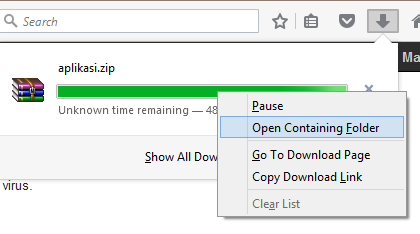 Search
Ma
aplikasi.zip
Unknown time remaining — 48
Pause
Open Containing Folder
Show All Dow
Go To Download Page
Copy Download Link
virus.
Clear List